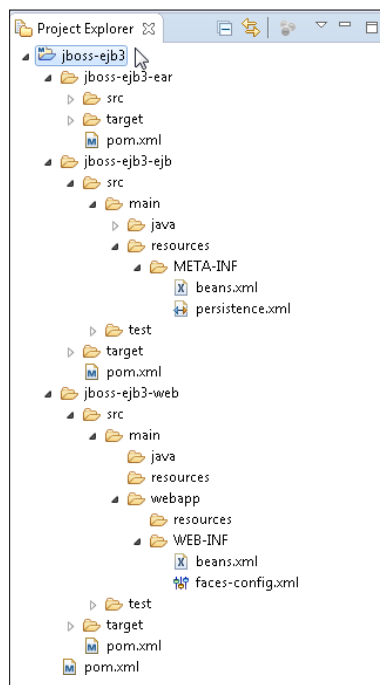 Project Explorer
jboss-ejb3
jboss-ejb3-ear
src
target
pom.xml
jboss-ejb3-ejb
src
main
java
resources
META-INF
beans.xml
persistence.xml
test
target
pom.xml
jboss-ejb3-web
src
main
java
resources
webapp
resources
WEB-INF
beans.xml
faces-config.xml
test
target
pom.xml
pom.xml